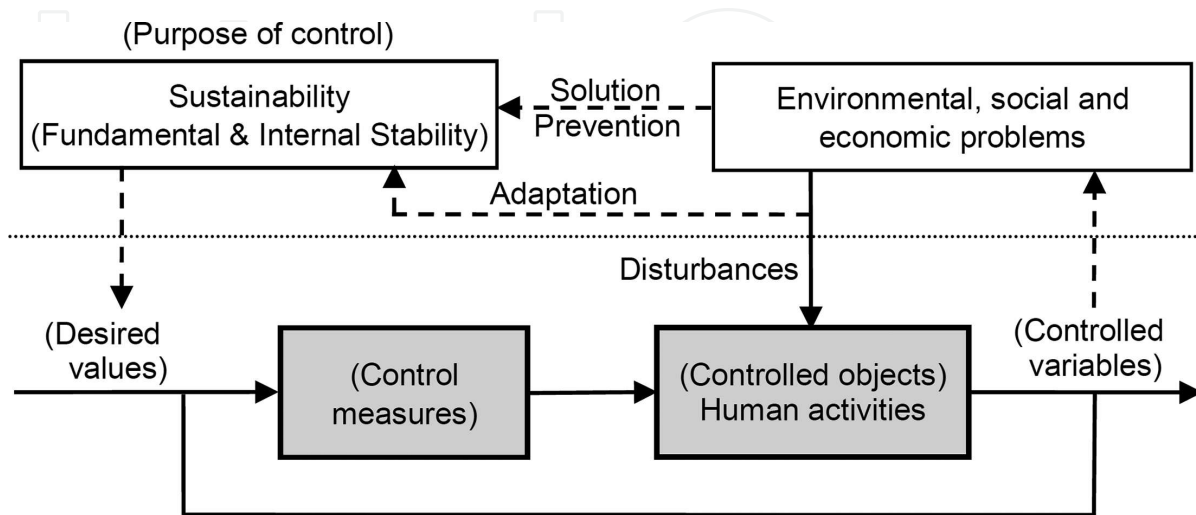 (Purpose of control)
Sustainability
(Fundamental & Internal Stability)
Solution
Prevention
Environmental, social and
economic problems
Adaptation
Disturbances
(Desired
values)
(Control
measures)
(Controlled objects)
Human activities
(Controlled
variables)